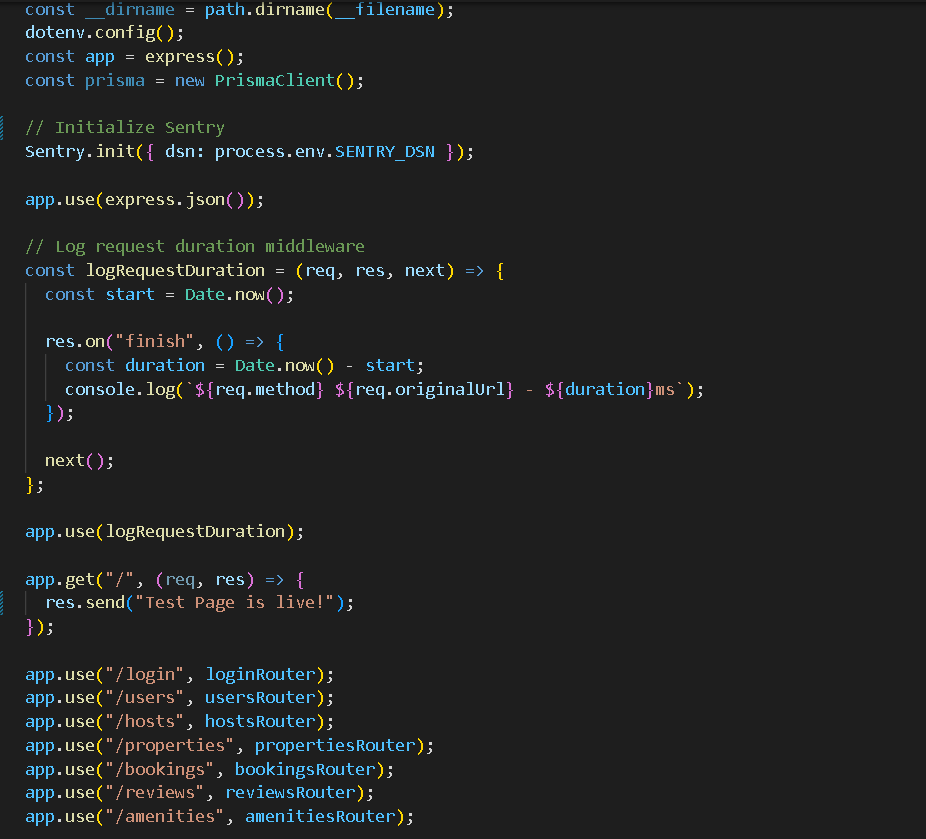 const __dirname = path.dirname(__filename);
dotenv.config();
const app = express();
const prisma = new PrismaClient();
// Initialize Sentry
Sentry.init({ dsn: process.env.SENTRY_DSN });
app.use(express.json());
// Log request duration middleware
const logRequestDuration = (req, res, next) => {
  const start = Date.now();
  res.on("finish", () => {
    const duration = Date.now() - start;
    console.log(`${req.method} ${req.originalUrl} - ${duration}ms`);
  });
  next();
};
app.use(logRequestDuration);
app.get("/", (req, res) => {
  res.send("Test Page is live!");
});
app.use("/login", loginRouter);
app.use("/users", usersRouter);
app.use("/hosts", hostsRouter);
app.use("/properties", propertiesRouter);
app.use("/bookings", bookingsRouter);
app.use("/reviews", reviewsRouter);
app.use("/amenities", amenitiesRouter);